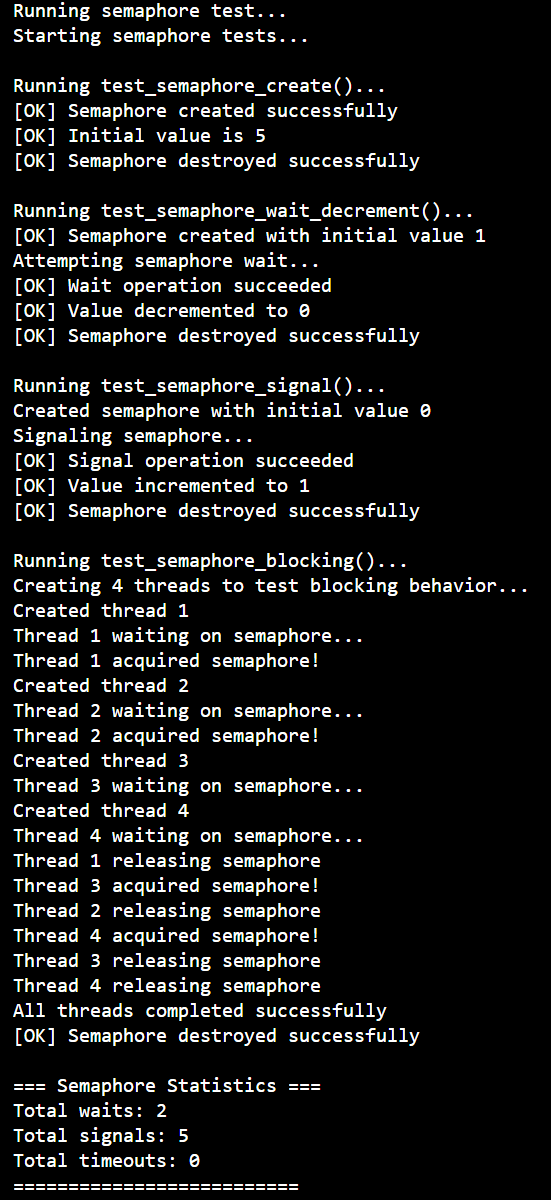 Running semaphore test...
Starting semaphore tests...
Running test_semaphore_create()...
[OK] Semaphore created successfully
[OK] Initial value is 5
[OK] Semaphore destroyed successfully
Running test_semaphore_wait_decrement()...
[OK] Semaphore created with initial value 1
Attempting semaphore wait...
[OK] Wait operation succeeded
[OK] Value decremented to 0
[OK] Semaphore destroyed successfully
Running test_semaphore_signal()...
Created semaphore with initial value 0
Signaling semaphore...
[OK] Signal operation succeeded
[OK] Value incremented to 1
[OK] Semaphore destroyed successfully
Running test_semaphore_blocking()...
Creating 4 threads to test blocking behavior...
Created thread 1
Thread 1 waiting on semaphore...
Thread 1 acquired semaphore!
Created thread 2
Thread 2 waiting on semaphore...
Thread 2 acquired semaphore!
Created thread 3
Thread 3 waiting on semaphore...
Created thread 4
Thread 4 waiting on semaphore...
Thread 1 releasing semaphore
Thread 3 acquired semaphore!
Thread 2 releasing semaphore
Thread 4 acquired semaphore!
Thread 3 releasing semaphore
Thread 4 releasing semaphore
All threads completed successfully
[OK] Semaphore destroyed successfully
=== Semaphore Statistics ===
Total waits: 2
Total signals: 5
Total timeouts: 0
==========================